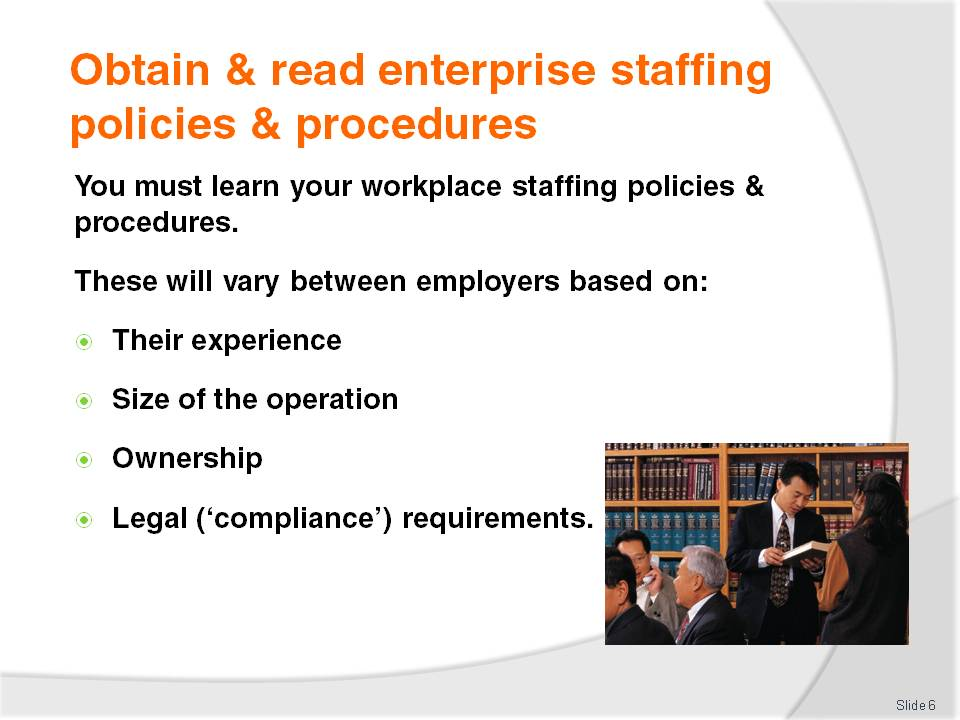 Obtain & read enterprise staffing
policies & procedures
You must learn your workplace staffing policies &
procedures.
These will vary between employers based on:
Their experience
Size of the operation
Ownership
Legal (‘compliance’) requirements.
Slide 6